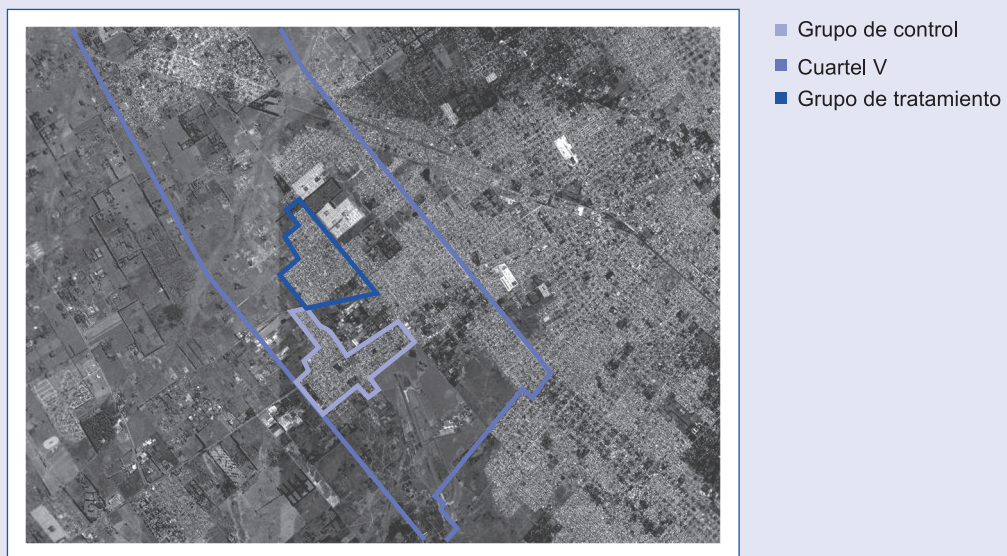 Grupo de control
Cuartel V
Grupo de tratamiento